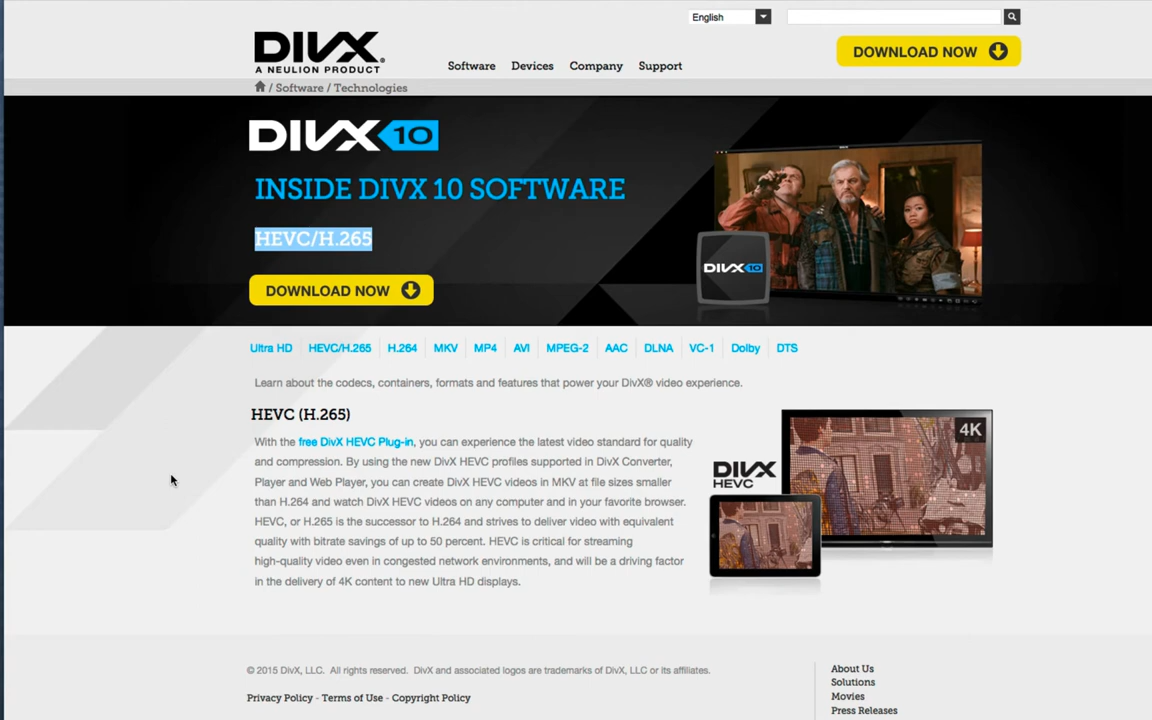 English
DIVX®
A NEULION PRODUCT
Software Devices Company Support
DOWNLOAD NOW
/ Software / Technologies
DIVX 10
INSIDE DIVX 10 SOFTWARE
HEVC/H.265
DIVX 10
DOWNLOAD NOW
Ultra HD HEVC/H.265 H.264 MKV MP4 AVI MPEG-2 AAC DLNA VC-1 Dolby DTS
Learn about the codecs, containers, formats and features that power your DivX® video experience.
HEVC (H.265)
With the free DivX HEVC Plug-in, you can experience the latest video standard for quality
and compression. By using the new DivX HEVC profiles supported in DivX Converter,
Player and Web Player, you can create DivX HEVC videos in MKV at file sizes smaller
than H.264 and watch DivX HEVC videos on any computer and in your favorite browser.
HEVC, or H.265 is the successor to H.264 and strives to deliver video with equivalent
quality with bitrate savings of up to 50 percent. HEVC is critical for streaming
high-quality video even in congested network environments, and will be a driving factor
in the delivery of 4K content to new Ultra HD displays.
4K
DIVX
HEVC
© 2015 DivX, LLC. All rights reserved. DivX and associated logos are trademarks of DivX, LLC or its affiliates.
Privacy Policy - Terms of Use - Copyright Policy
About Us
Solutions
Movies
Press Releases